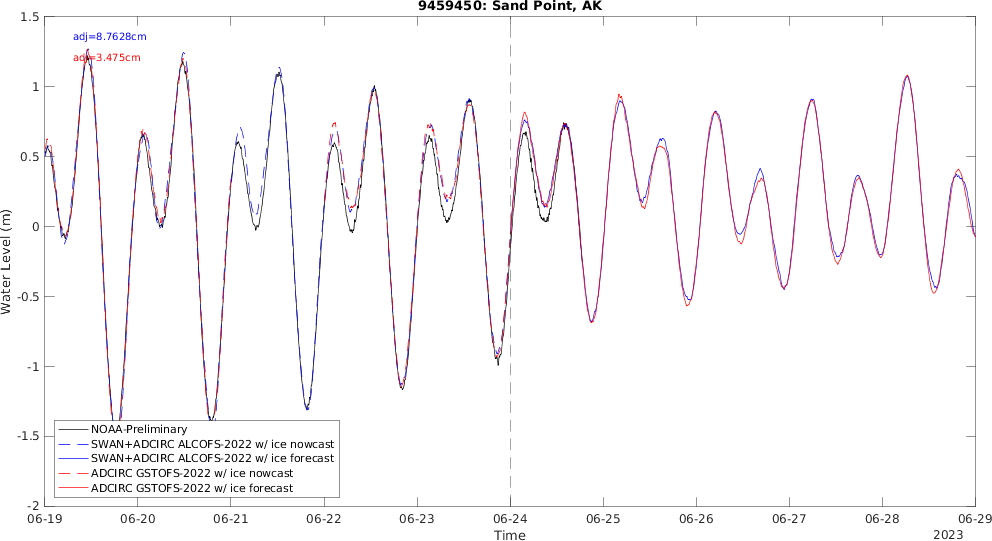 9459450: Sand Point, AK
adj=8.7628cm
adj=3.475cm
Water Level (m)
1.5
1
0.5
0
-0.5
-1
-1.5
-2
NOAA-Preliminary
SWAN+ADCIRC ALCOFS-2022 w/ ice nowcast
SWAN+ADCIRC ALCOFS-2022 w/ ice forecast
ADCIRC GSTOFS-2022 w/ ice nowcast
ADCIRC GSTOFS-2022 w/ ice forecast
06-19 06-20 06-21 06-22 06-23 06-24 06-25 06-26 06-27 06-28 06-29
Time
2023